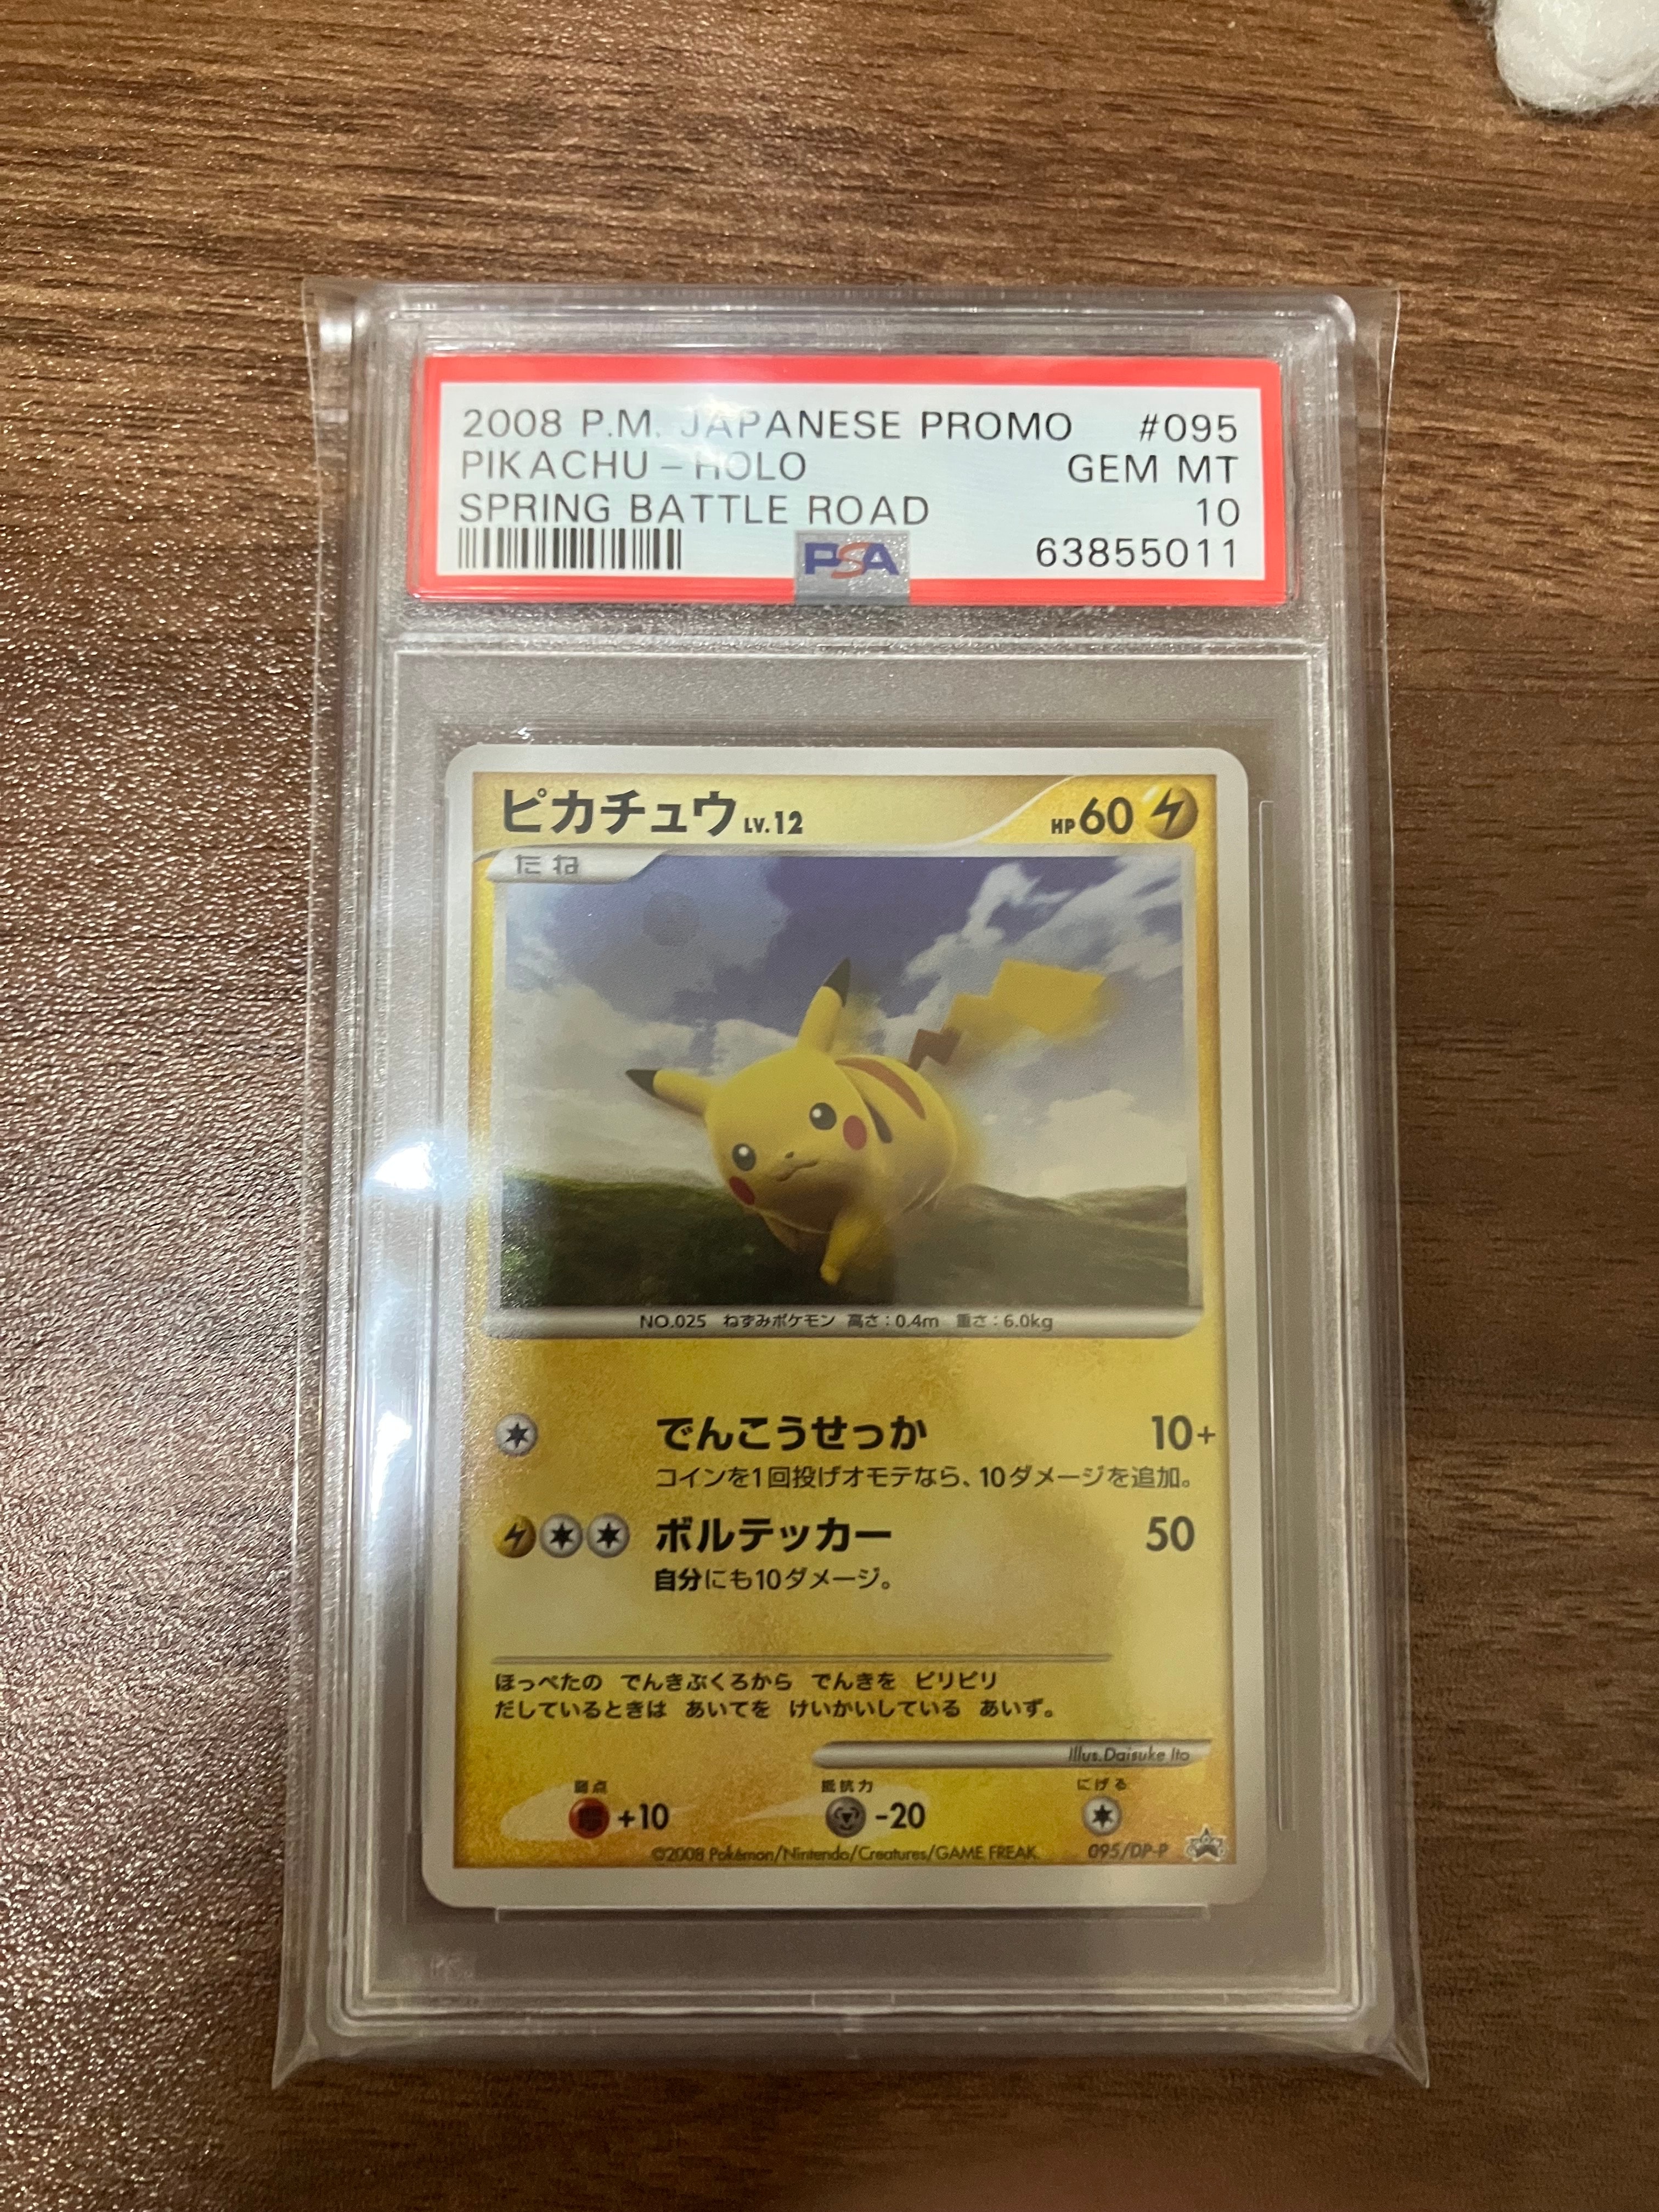 2008 P.M. JAPANESE PROMO #095
PIKACHU - HOLO GEM MT
SPRING BATTLE ROAD 10
PSA 63855011
ピカチュウ LV.12 HP 60
たね
NO.025 ねずみポケモン 高さ:0.4m 重さ:6.0kg
でんこうせっか 10+
コインを1回投げオモテなら、10ダメージを追加。
ボルテッカー 50
自分にも10ダメージ。
ほっぺたの でんきぶくろから でんきを ピリピリ
だしているときは あいてを けいかいしている あいず。
Illus.Daisuke Ito
弱点 抵抗力 にげる
+10 -20
©2008 Pokémon/Nintendo/Creatures/GAME FREAK. 095/DP-P